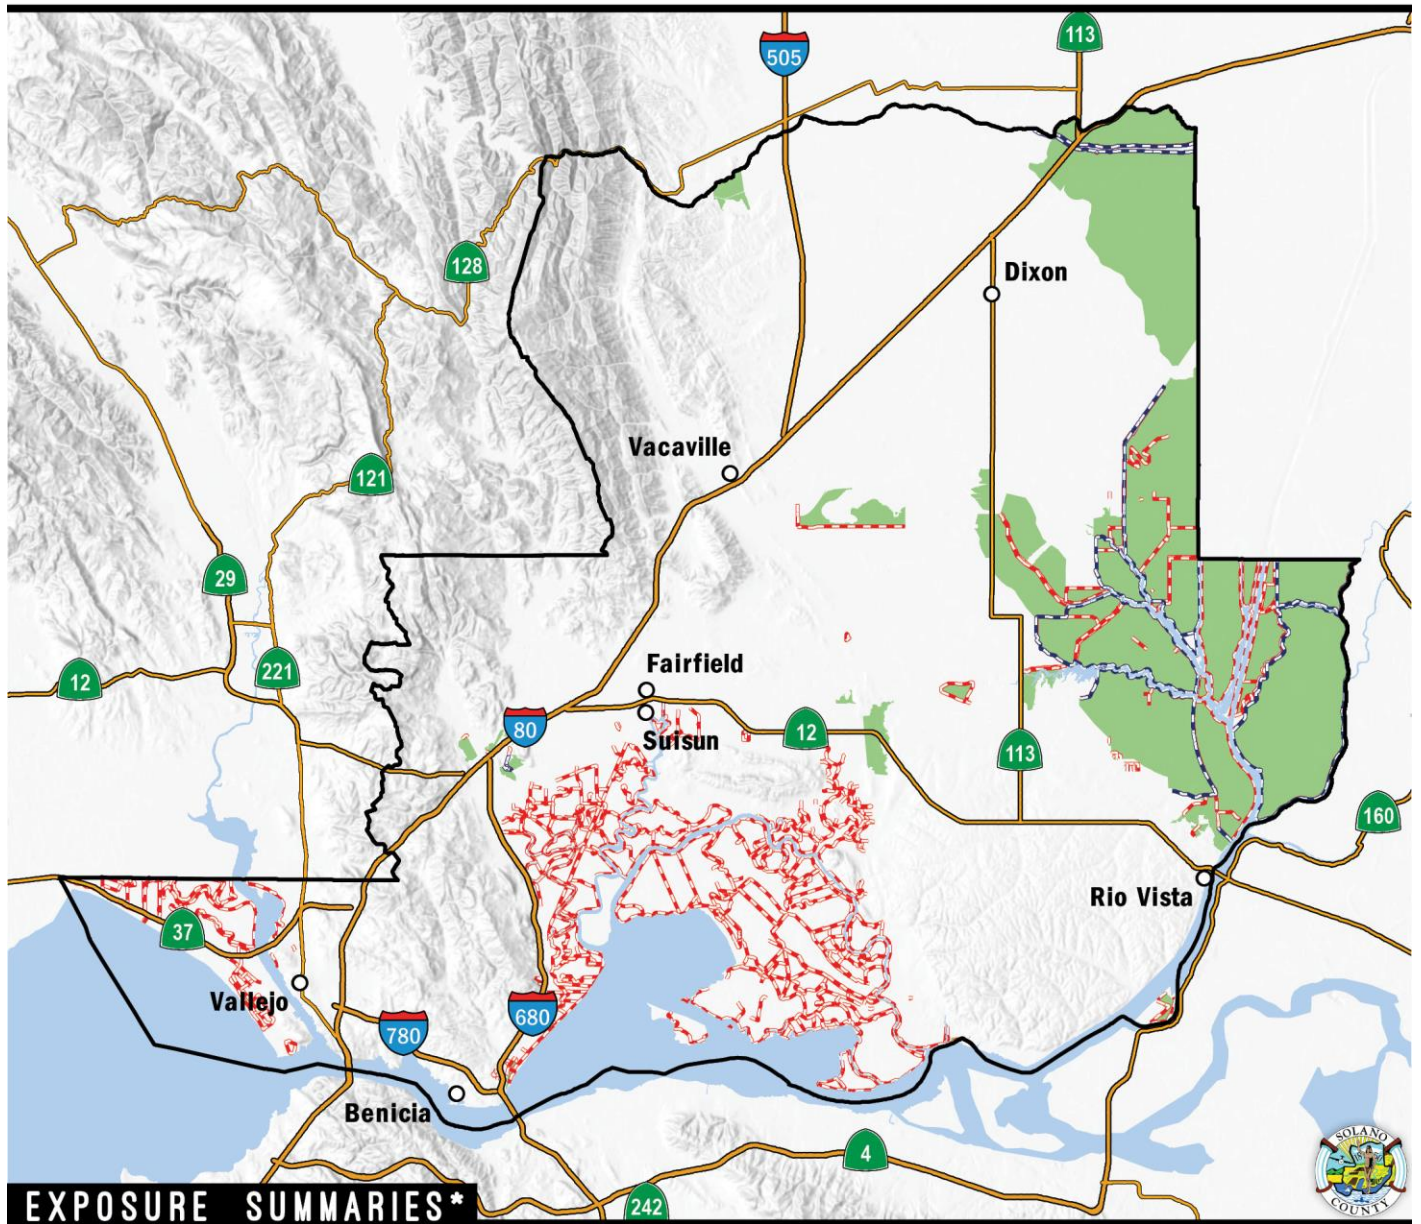 113
505
Dixon
128
Vacaville
121
29
Fairfield
221
12
80
Suisun
12
113
160
Rio Vista
37
Vallejo
680
780
Benicia
4
SOLANO
COUNTY
EXPOSURE SUMMARIES*
242